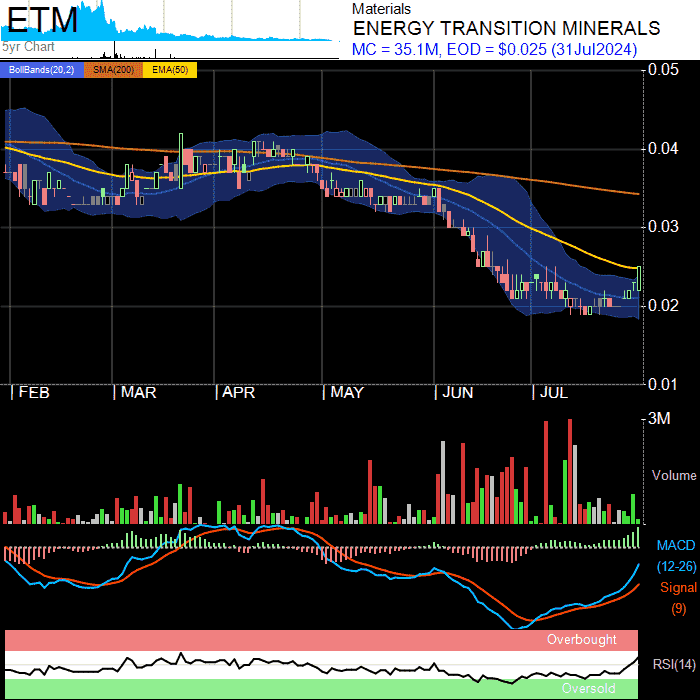 ETM
5yr Chart
Materials
ENERGY TRANSITION MINERALS
MC = 35.1M, EOD = $0.025 (31Jul2024)
BollBands(20,2) SMA(200) EMA(50)
0.05
0.04
0.03
0.02
0.01
| FEB | MAR | APR | MAY | JUN | JUL
3M
Volume
MACD
(12-26)
Signal
(9)
Overbought
RSI(14)
Oversold